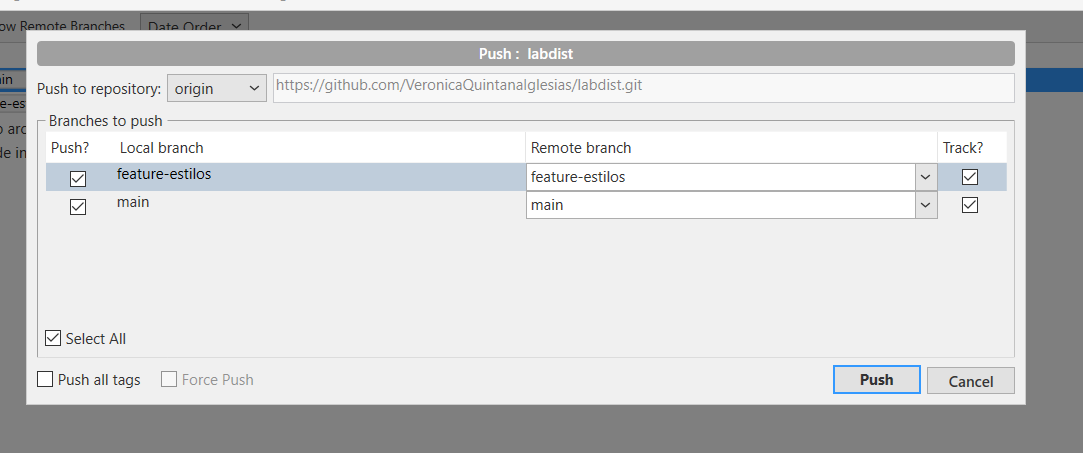 ow Remote Branches Date Order
Push : labdist
Push to repository: origin https://github.com/VeronicaQuintanaIglesias/labdist.git
Branches to push
Push? Local branch Remote branch Track?
feature-estilos feature-estilos
main main
Select All
Push all tags Force Push Push Cancel